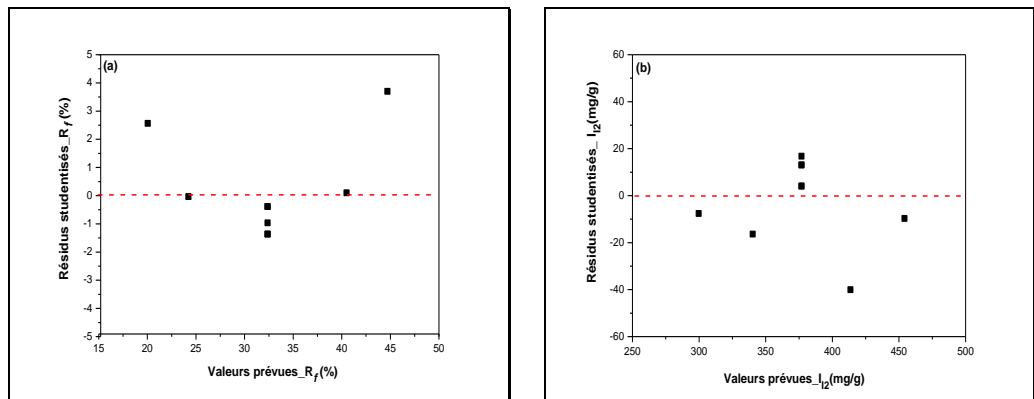 (a)
5
4
3
2
1
0
-1
-2
-3
-4
-5
15 20 25 30 35 40 45 50
Résidus studentisés_R_f (%)
Valeurs prévues_R_f (%)
(b)
60
40
20
0
-20
-40
-60
250 300 350 400 450 500
Résidus studentisés_ I_I2(mg/g)
Valeurs prévues_I_I2(mg/g)